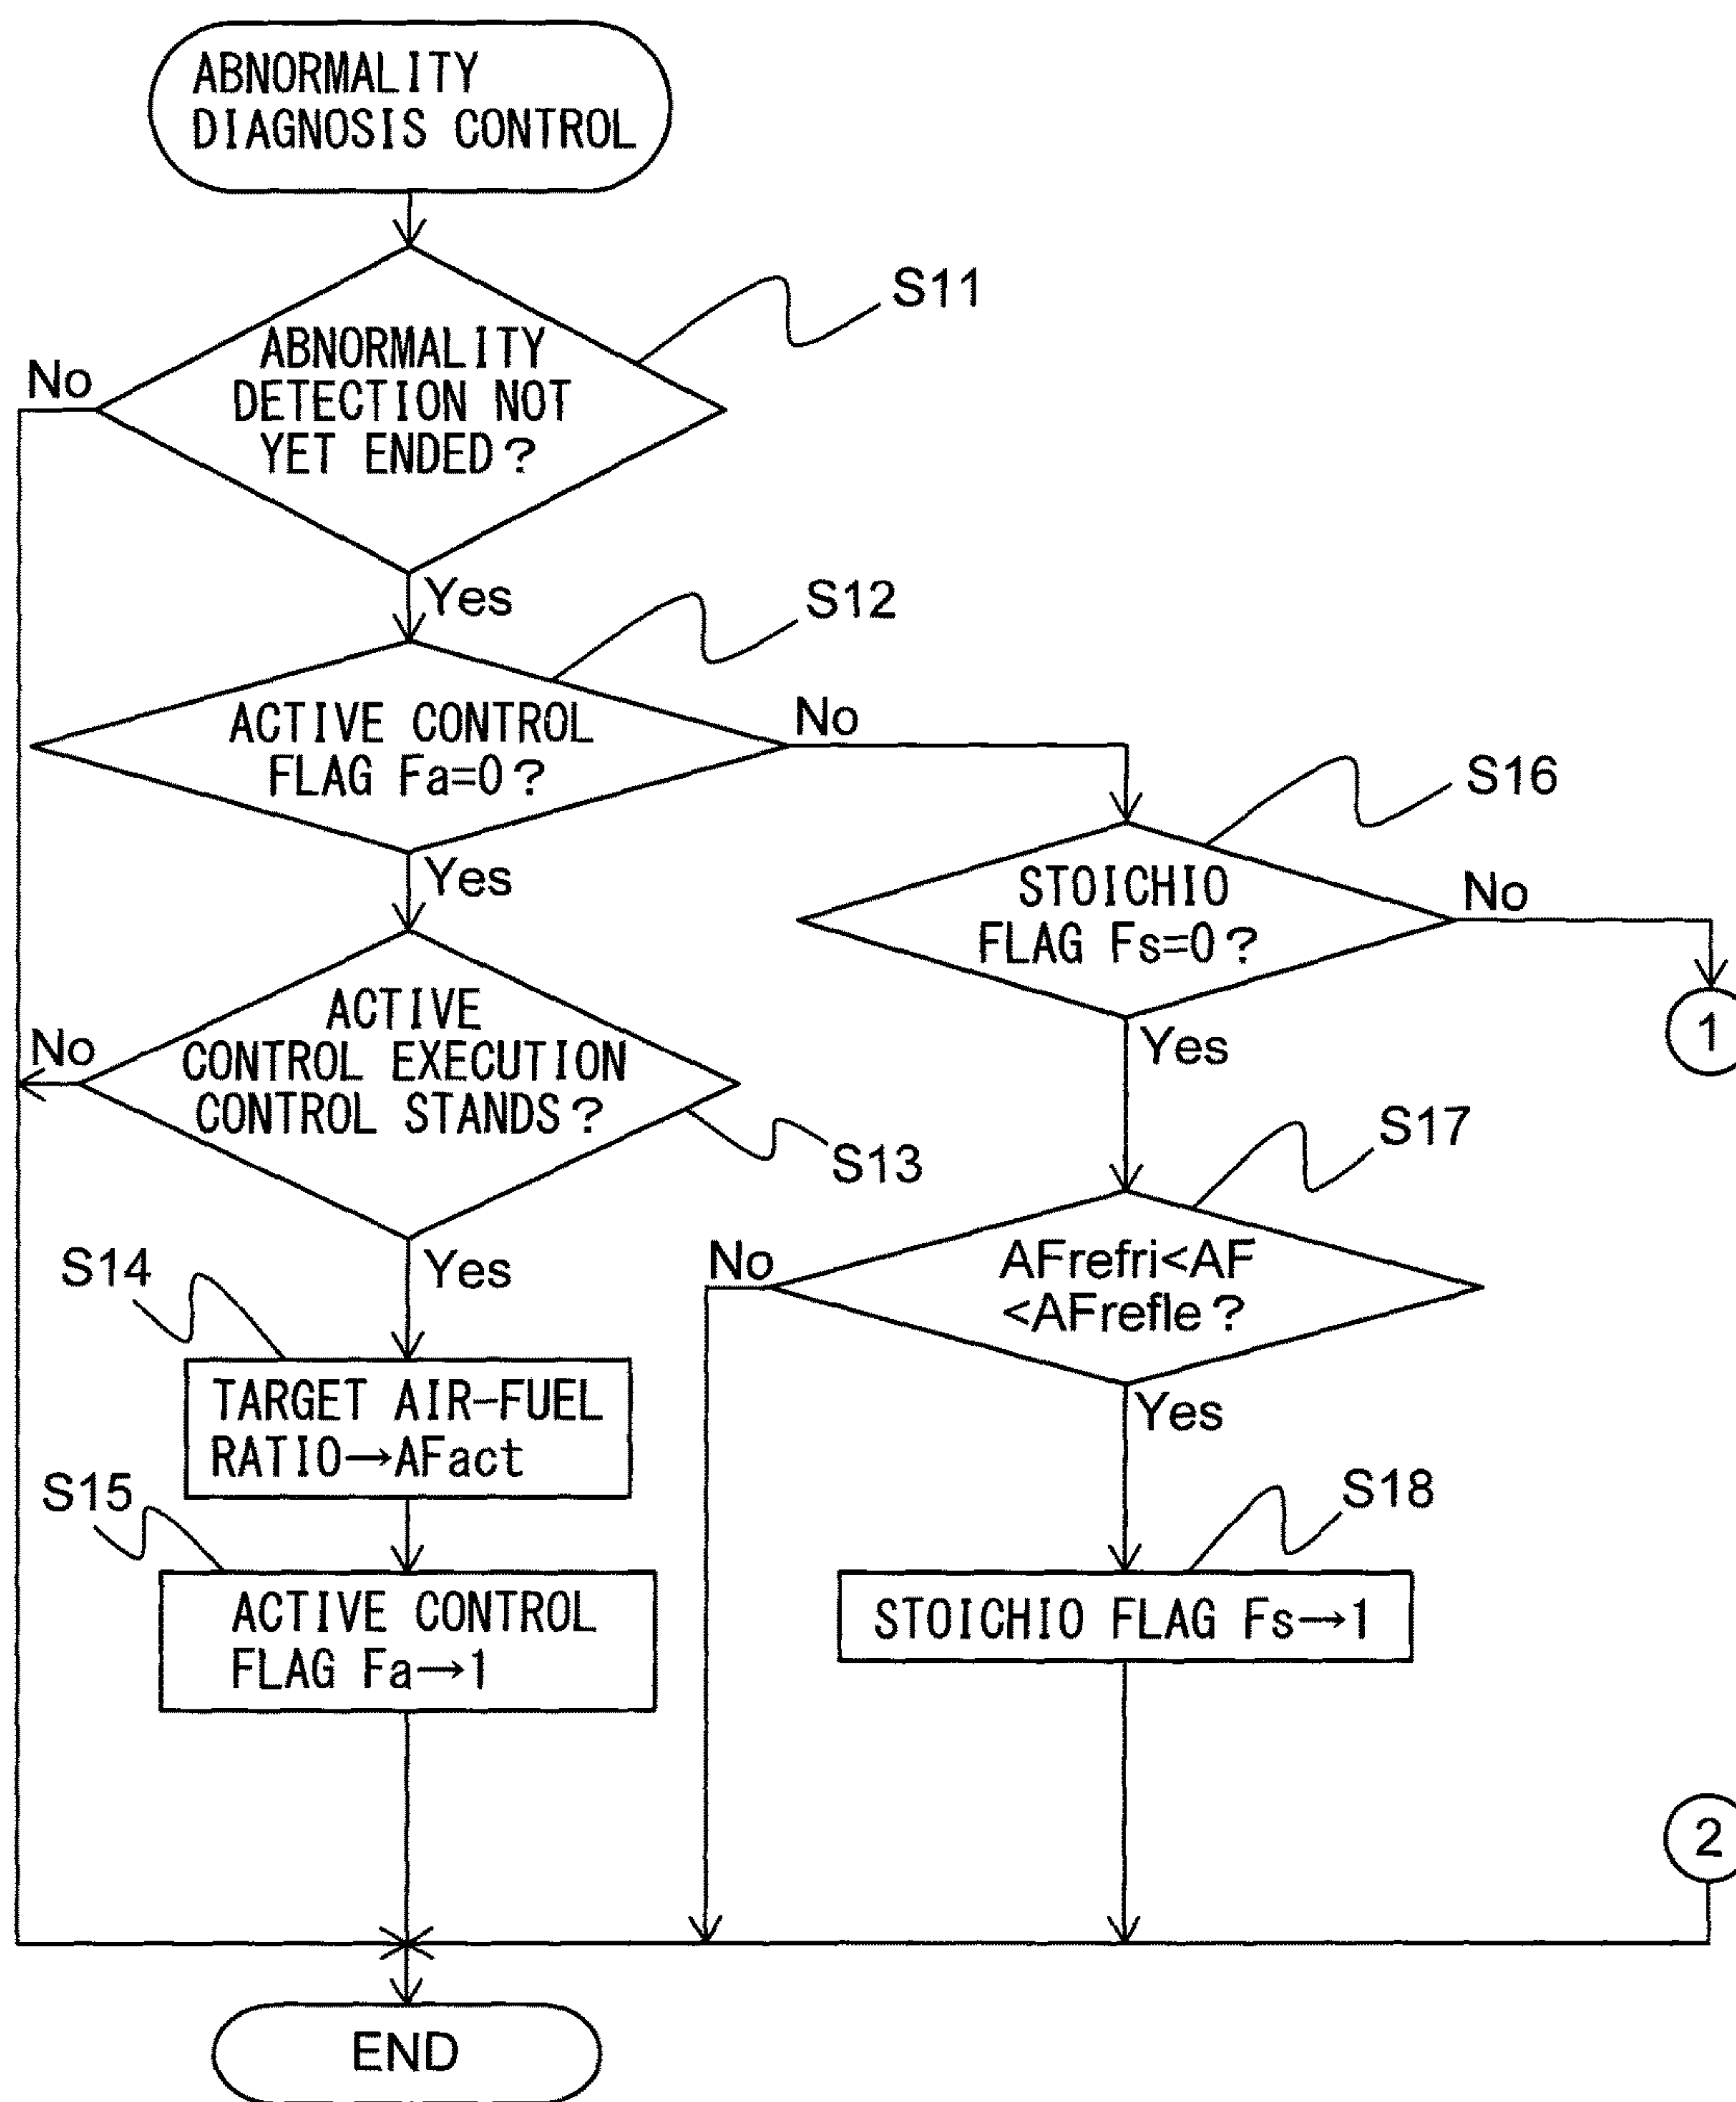 ABNORMALITY
DIAGNOSIS CONTROL
S11
ABNORMALITY
DETECTION NOT
YET ENDED?
No
Yes
S12
ACTIVE CONTROL
FLAG Fa=0?
No
Yes
S16
STOICHIO
FLAG Fs=0?
No
1
Yes
ACTIVE
CONTROL EXECUTION
CONTROL STANDS?
No
S13
Yes
S17
AFrefri<AF
<AFrefle?
No
Yes
S14
TARGET AIR-FUEL
RATIO→AFact
S15
ACTIVE CONTROL
FLAG Fa→1
S18
STOICHIO FLAG Fs→1
2
END